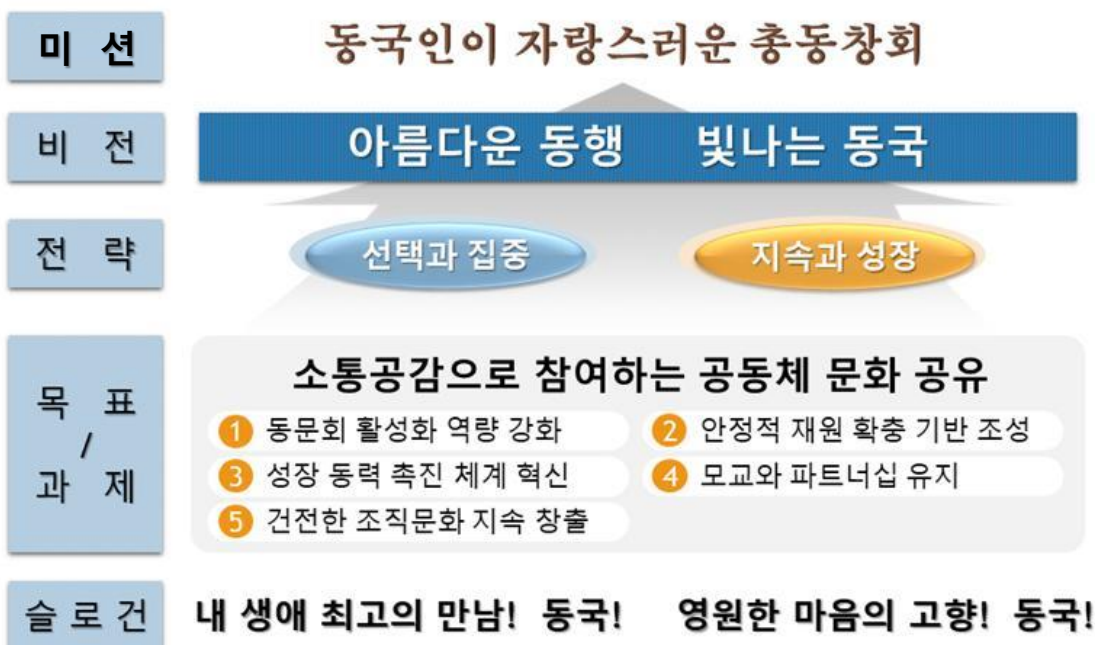 미 션
동국인이 자랑스러운 총동창회
비 전
아름다운 동행 빛나는 동국
전 략
선택과 집중
지속과 성장
목 표
/
과 제
소통공감으로 참여하는 공동체 문화 공유
1 동문회 활성화 역량 강화
2 안정적 재원 확충 기반 조성
3 성장 동력 촉진 체계 혁신
4 모교와 파트너십 유지
5 건전한 조직문화 지속 창출
슬로건
내 생애 최고의 만남! 동국! 영원한 마음의 고향! 동국!